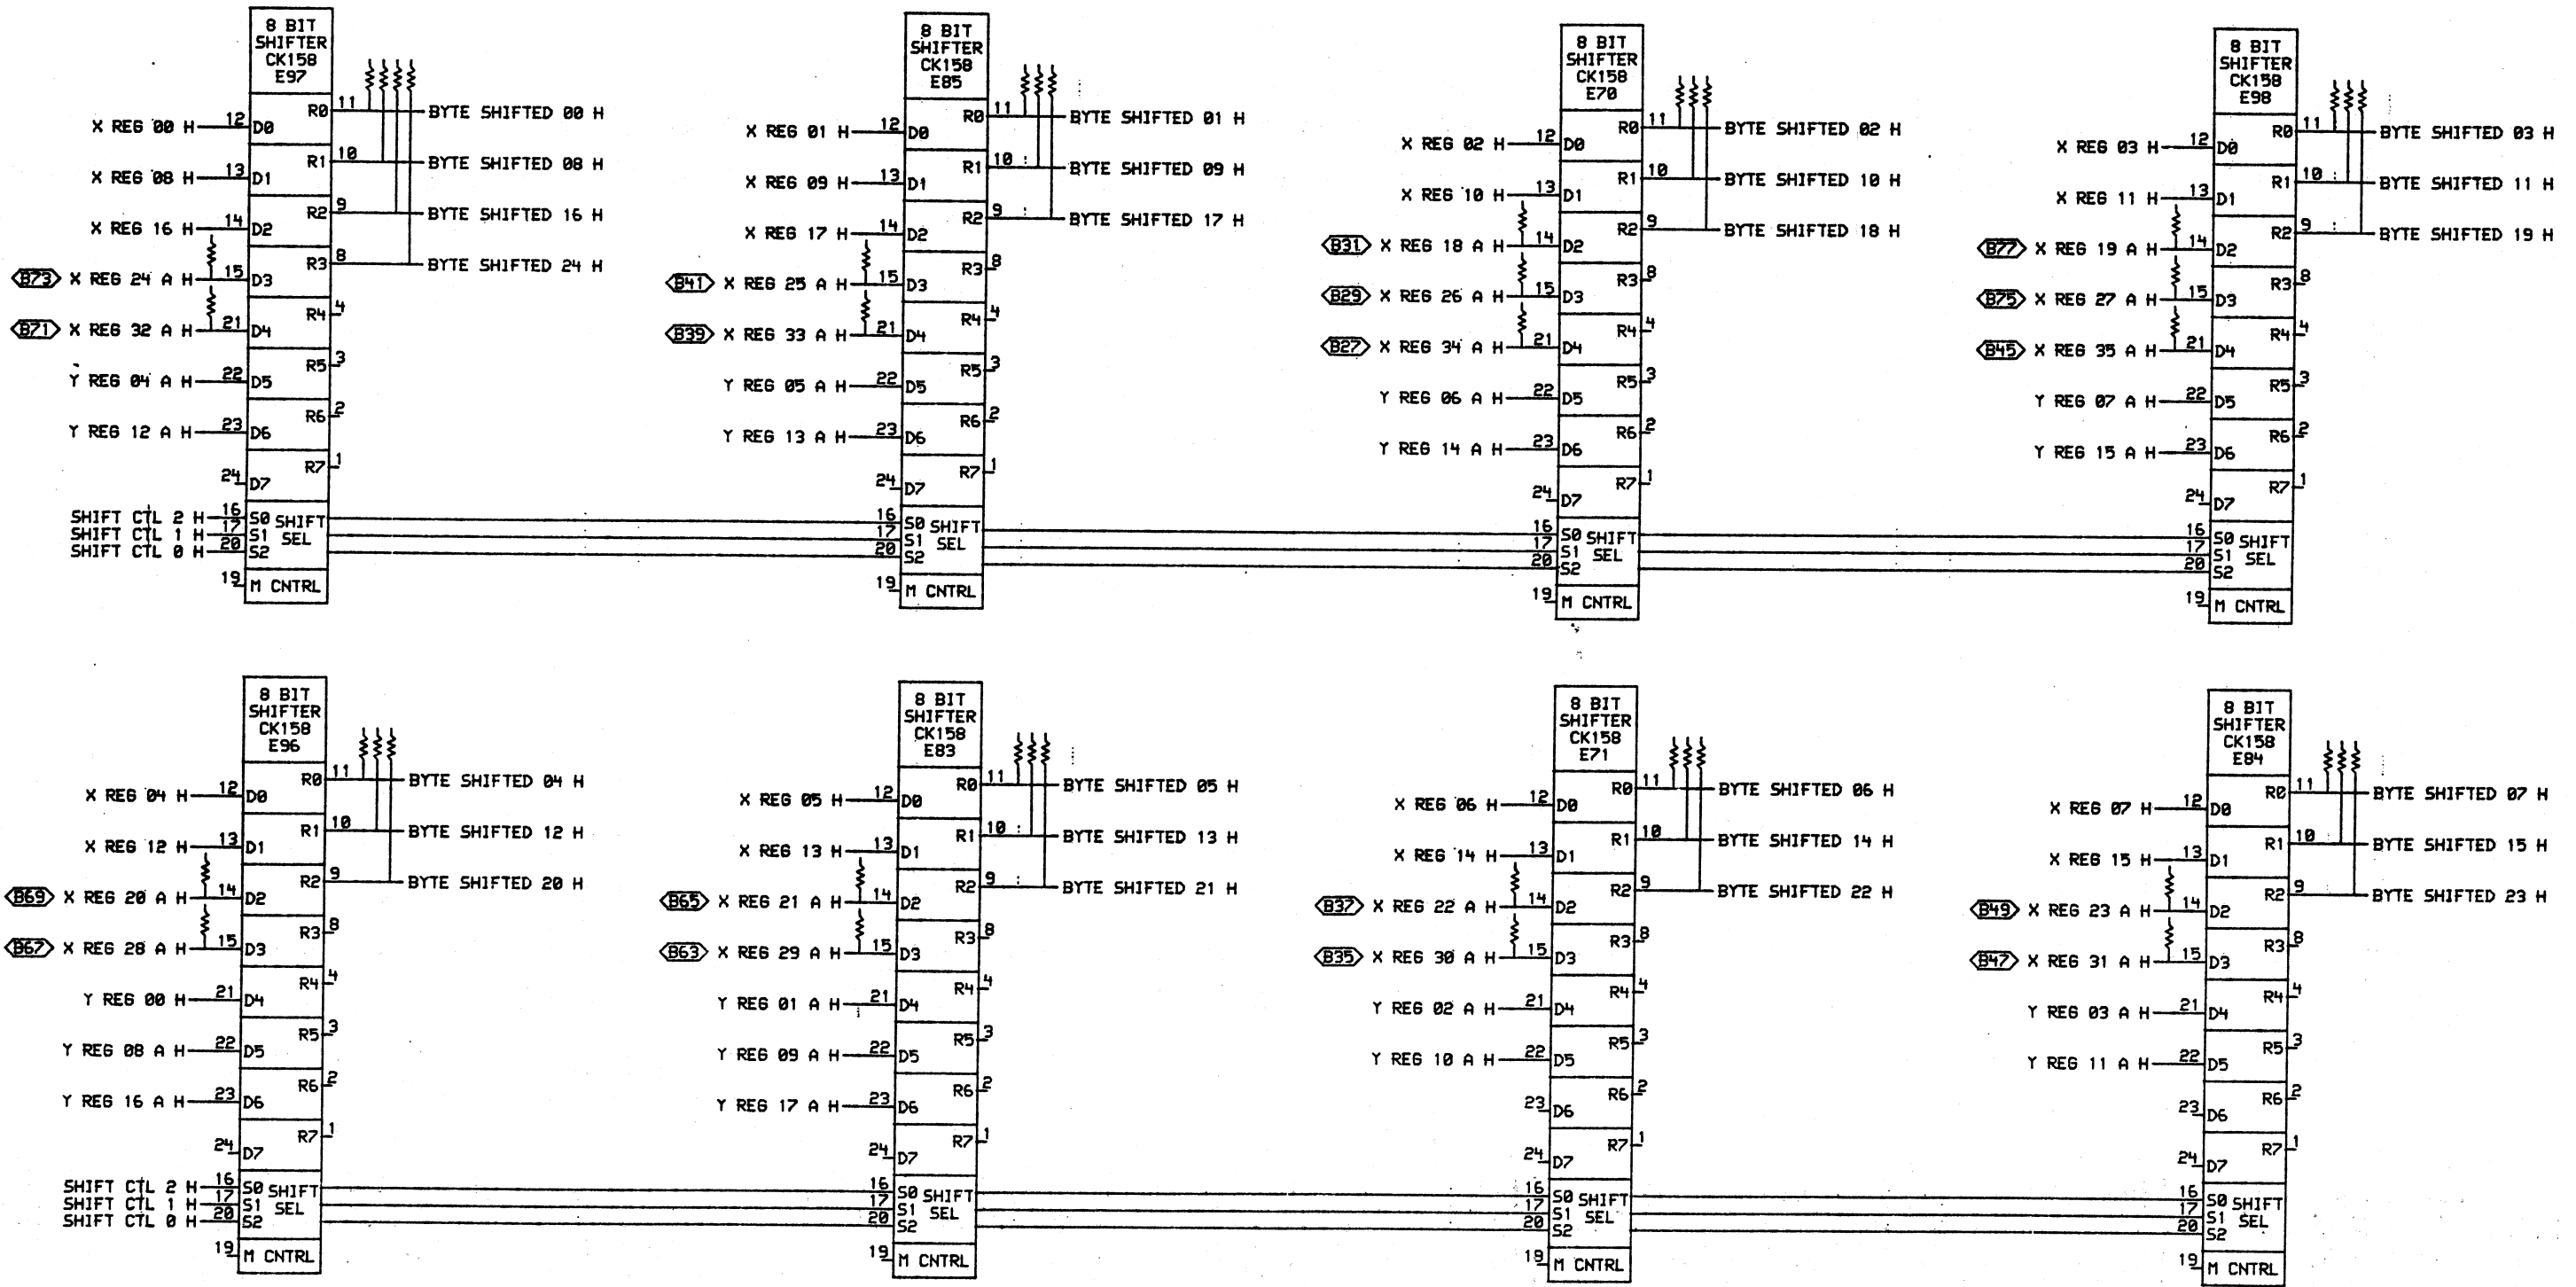 8 BIT
SHIFTER
CK158
E97
R0 11 BYTE SHIFTED 00 H
X REG 00 H 12 D0
R1 10 BYTE SHIFTED 08 H
X REG 08 H 13 D1
R2 9 BYTE SHIFTED 16 H
X REG 16 H 14 D2
R3 8 BYTE SHIFTED 24 H
B73 X REG 24 A H 15 D3
R4 4
B71 X REG 32 A H 21 D4
R5 3
Y REG 04 A H 22 D5
R6 2
Y REG 12 A H 23 D6
R7 1
24 D7
SHIFT CTL 2 H 16 S0 SHIFT
SHIFT CTL 1 H 17 S1 SEL
SHIFT CTL 0 H 20 S2
19 M CNTRL
8 BIT
SHIFTER
CK158
E85
R0 11 BYTE SHIFTED 01 H
X REG 01 H 12 D0
R1 10 BYTE SHIFTED 09 H
X REG 09 H 13 D1
R2 9 BYTE SHIFTED 17 H
X REG 17 H 14 D2
R3 8
B41 X REG 25 A H 15 D3
R4 4
B39 X REG 33 A H 21 D4
R5 3
Y REG 05 A H 22 D5
R6 2
Y REG 13 A H 23 D6
R7 1
24 D7
16 S0 SHIFT
17 S1 SEL
20 S2
19 M CNTRL
8 BIT
SHIFTER
CK158
E70
R0 11 BYTE SHIFTED 02 H
X REG 02 H 12 D0
R1 10 BYTE SHIFTED 10 H
X REG 10 H 13 D1
R2 9 BYTE SHIFTED 18 H
B31 X REG 18 A H 14 D2
R3 8
B29 X REG 26 A H 15 D3
R4 4
B27 X REG 34 A H 21 D4
R5 3
Y REG 06 A H 22 D5
R6 2
Y REG 14 A H 23 D6
R7 1
24 D7
16 S0 SHIFT
17 S1 SEL
20 S2
19 M CNTRL
8 BIT
SHIFTER
CK158
E98
R0 11 BYTE SHIFTED 03 H
X REG 03 H 12 D0
R1 10 BYTE SHIFTED 11 H
X REG 11 H 13 D1
R2 9 BYTE SHIFTED 19 H
B77 X REG 19 A H 14 D2
R3 8
B75 X REG 27 A H 15 D3
R4 4
B45 X REG 35 A H 21 D4
R5 3
Y REG 07 A H 22 D5
R6 2
Y REG 15 A H 23 D6
R7 1
24 D7
16 S0 SHIFT
17 S1 SEL
20 S2
19 M CNTRL
8 BIT
SHIFTER
CK158
E96
R0 11 BYTE SHIFTED 04 H
X REG 04 H 12 D0
R1 10 BYTE SHIFTED 12 H
X REG 12 H 13 D1
R2 9 BYTE SHIFTED 20 H
B69 X REG 20 A H 14 D2
R3 8
B67 X REG 28 A H 15 D3
R4 4
Y REG 00 H 21 D4
R5 3
Y REG 08 A H 22 D5
R6 2
Y REG 16 A H 23 D6
R7 1
24 D7
SHIFT CTL 2 H 16 S0 SHIFT
SHIFT CTL 1 H 17 S1 SEL
SHIFT CTL 0 H 20 S2
19 M CNTRL
8 BIT
SHIFTER
CK158
E83
R0 11 BYTE SHIFTED 05 H
X REG 05 H 12 D0
R1 10 BYTE SHIFTED 13 H
X REG 13 H 13 D1
R2 9 BYTE SHIFTED 21 H
B65 X REG 21 A H 14 D2
R3 8
B63 X REG 29 A H 15 D3
R4 4
Y REG 01 A H 21 D4
R5 3
Y REG 09 A H 22 D5
R6 2
Y REG 17 A H 23 D6
R7 1
24 D7
16 S0 SHIFT
17 S1 SEL
20 S2
19 M CNTRL
8 BIT
SHIFTER
CK158
E71
R0 11 BYTE SHIFTED 06 H
X REG 06 H 12 D0
R1 10 BYTE SHIFTED 14 H
X REG 14 H 13 D1
R2 9 BYTE SHIFTED 22 H
B37 X REG 22 A H 14 D2
R3 8
B35 X REG 30 A H 15 D3
R4 4
Y REG 02 A H 21 D4
R5 3
Y REG 10 A H 22 D5
R6 2
23 D6
R7 1
24 D7
16 S0 SHIFT
17 S1 SEL
20 S2
19 M CNTRL
8 BIT
SHIFTER
CK158
E84
R0 11 BYTE SHIFTED 07 H
X REG 07 H 12 D0
R1 10 BYTE SHIFTED 15 H
X REG 15 H 13 D1
R2 9 BYTE SHIFTED 23 H
B49 X REG 23 A H 14 D2
R3 8
B47 X REG 31 A H 15 D3
R4 4
Y REG 03 A H 21 D4
R5 3
Y REG 11 A H 22 D5
R6 2
23 D6
R7 1
24 D7
16 S0 SHIFT
17 S1 SEL
20 S2
19 M CNTRL